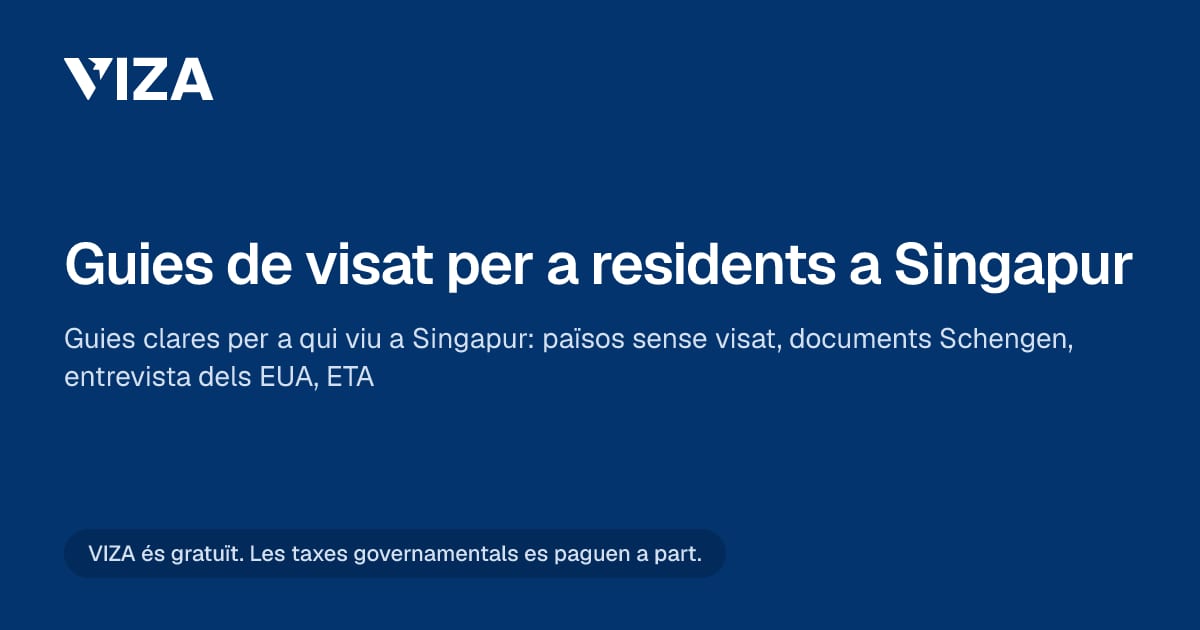 VIZA
Guies de visat per a residents a Singapur
Guies clares per a qui viu a Singapur: països sense visat, documents Schengen,
entrevista dels EUA, ETA
VIZA és gratuït. Les taxes governamentals es paguen a part.